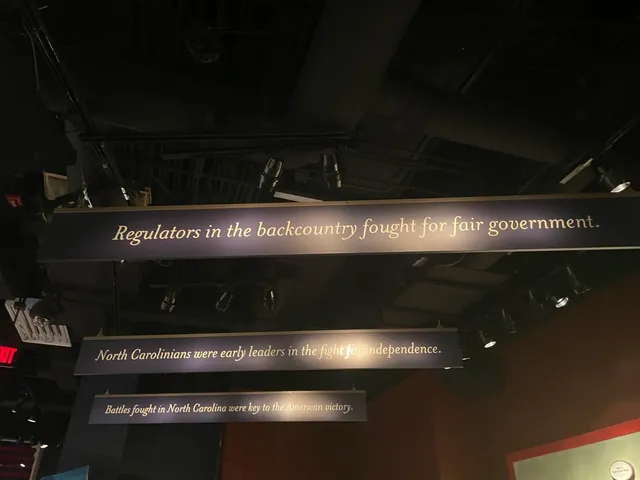 Regulators in the backcountry fought for fair government.
North Carolinians were early leaders in the fight for independence.
Battles fought in North Carolina were key to the American victory.